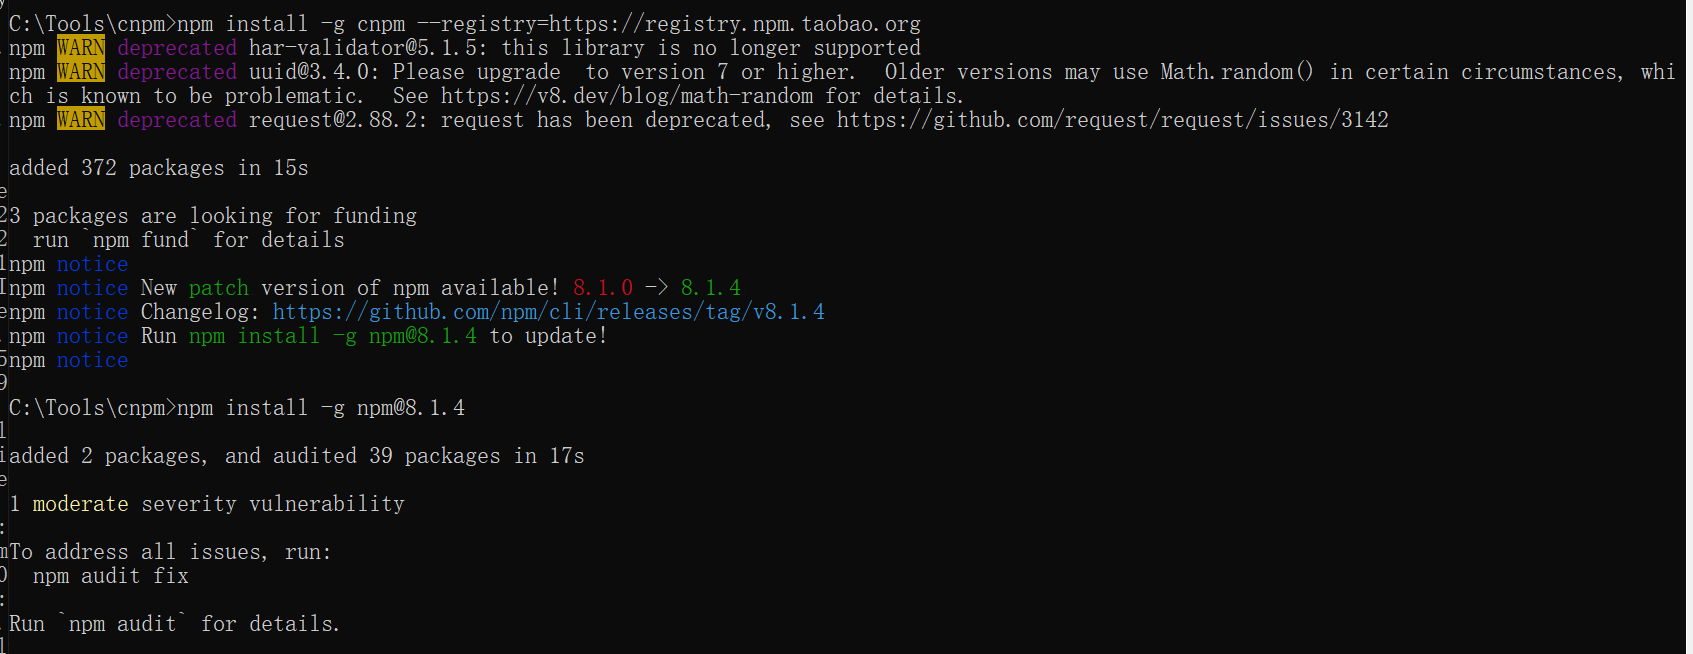 C:\Tools\cnpm>npm install -g cnpm --registry=https://registry.npm.taobao.org
npm WARN deprecated har-validator@5.1.5: this library is no longer supported
npm WARN deprecated uuid@3.4.0: Please upgrade  to version 7 or higher.  Older versions may use Math.random() in certain circumstances, whi
ch is known to be problematic.  See https://v8.dev/blog/math-random for details.
npm WARN deprecated request@2.88.2: request has been deprecated, see https://github.com/request/request/issues/3142
added 372 packages in 15s
23 packages are looking for funding
  run `npm fund` for details
npm notice
npm notice New patch version of npm available! 8.1.0 -> 8.1.4
npm notice Changelog: https://github.com/npm/cli/releases/tag/v8.1.4
npm notice Run npm install -g npm@8.1.4 to update!
npm notice
C:\Tools\cnpm>npm install -g npm@8.1.4
added 2 packages, and audited 39 packages in 17s
1 moderate severity vulnerability
To address all issues, run:
  npm audit fix
Run `npm audit` for details.